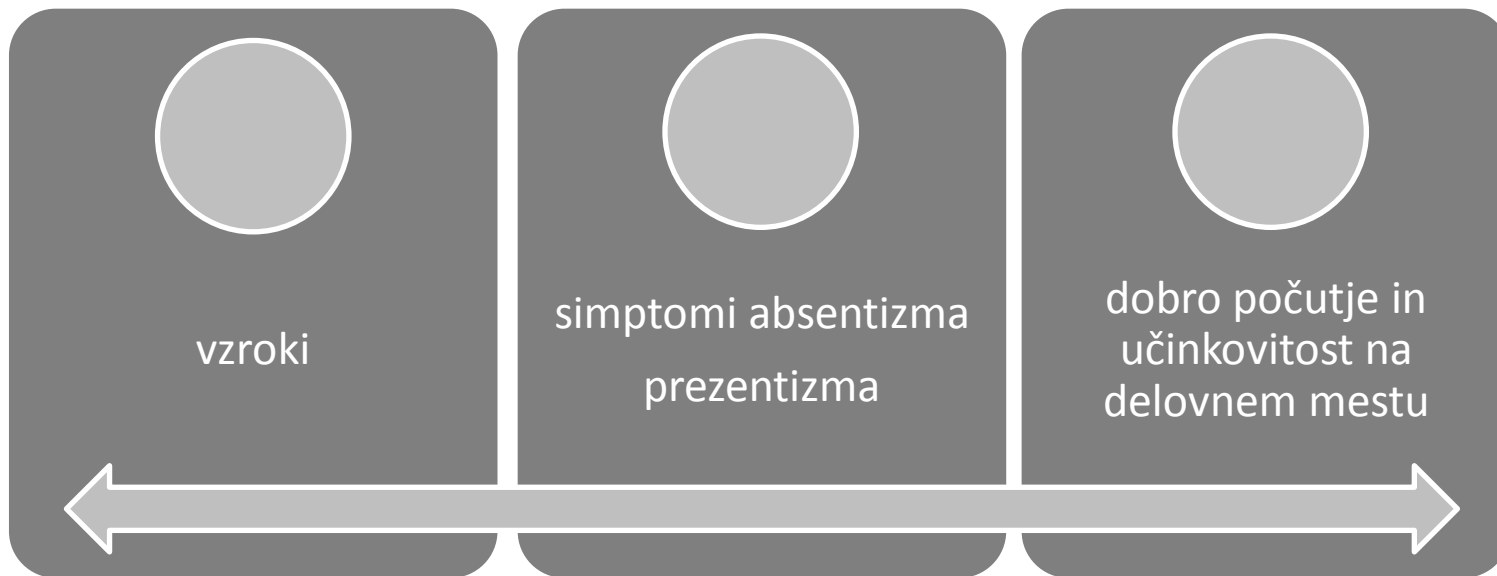 vzroki
simptomi absentizma
prezentizma
dobro počutje in
učinkovitost na
delovnem mestu